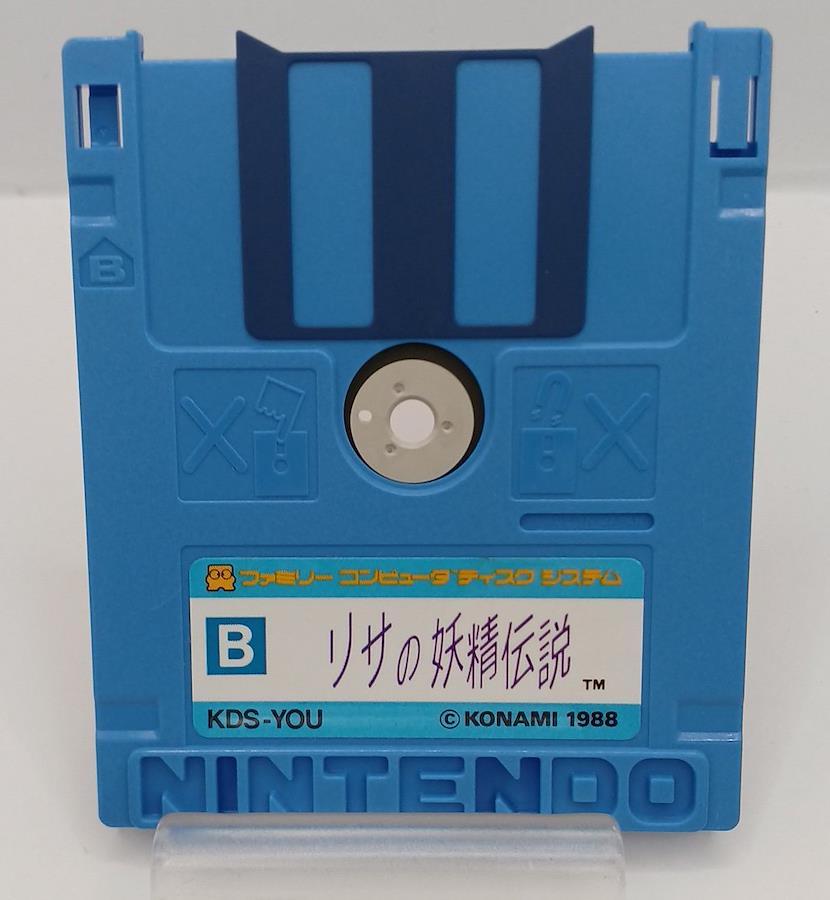 B
ファミリー コンピュータ ディスク システム
B リサの妖精伝説 TM
KDS-YOU © KONAMI 1988
NINTENDO